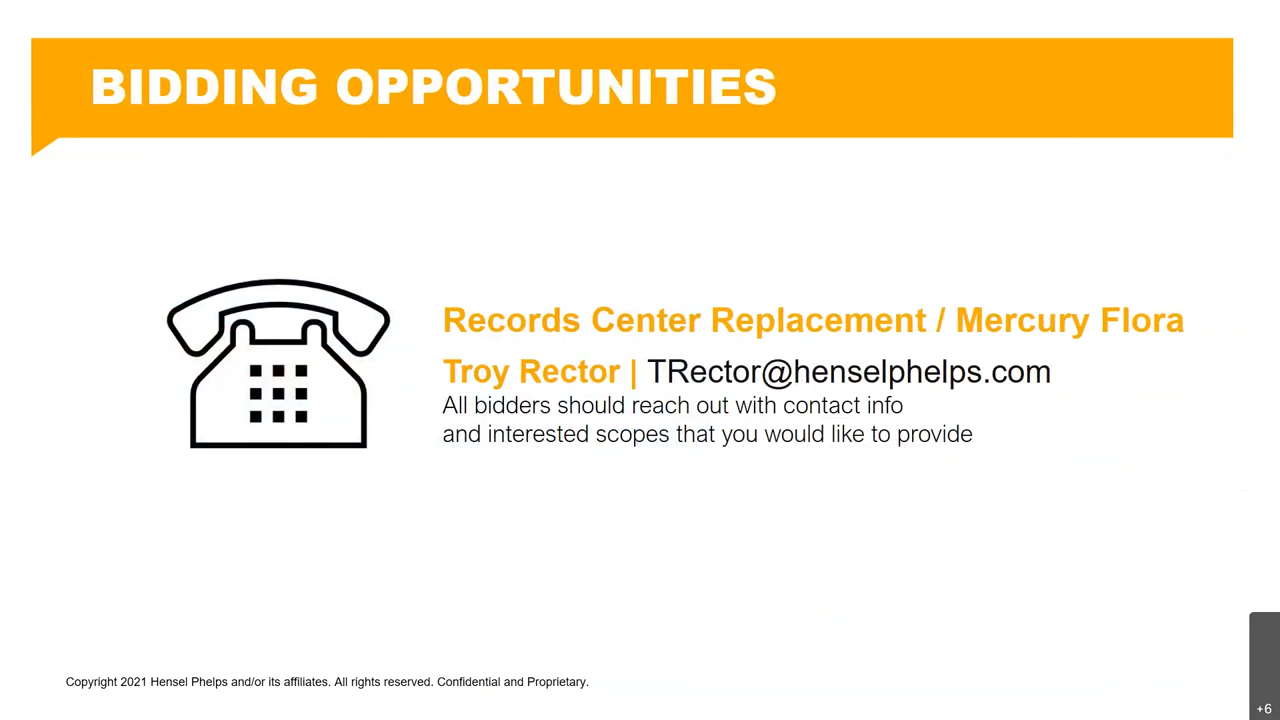 BIDDING OPPORTUNITIES
Records Center Replacement / Mercury Flora
Troy Rector | TRector@henselphelps.com
All bidders should reach out with contact info
and interested scopes that you would like to provide
Copyright 2021 Hensel Phelps and/or its affiliates. All rights reserved. Confidential and Proprietary.
+6